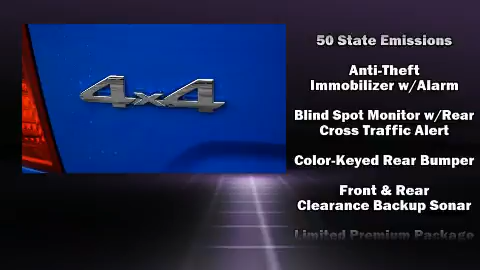 4x4
50 State Emissions
Anti-Theft
Immobilizer w/Alarm
Blind Spot Monitor w/Rear
Cross Traffic Alert
Color-Keyed Rear Bumper
Front & Rear
Clearance Backup Sonar
Limited Premium Package